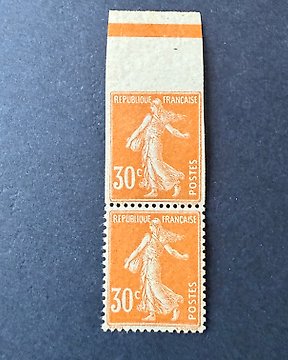 REPUBLIQUE FRANÇAISE
30c
POSTES
REPUBLIQUE FRANÇAISE
30c
POSTES